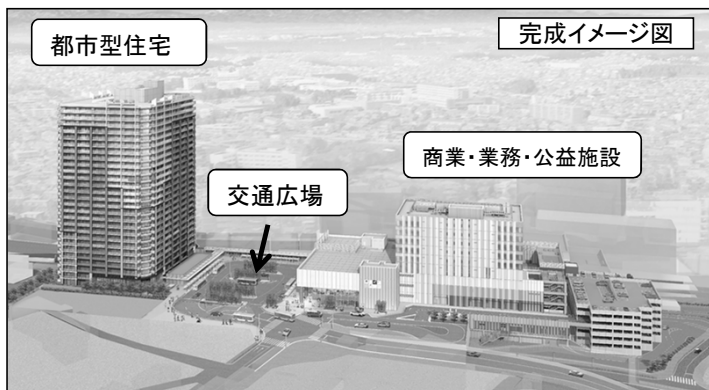 都市型住宅
完成イメージ図
商業・業務・公益施設
交通広場